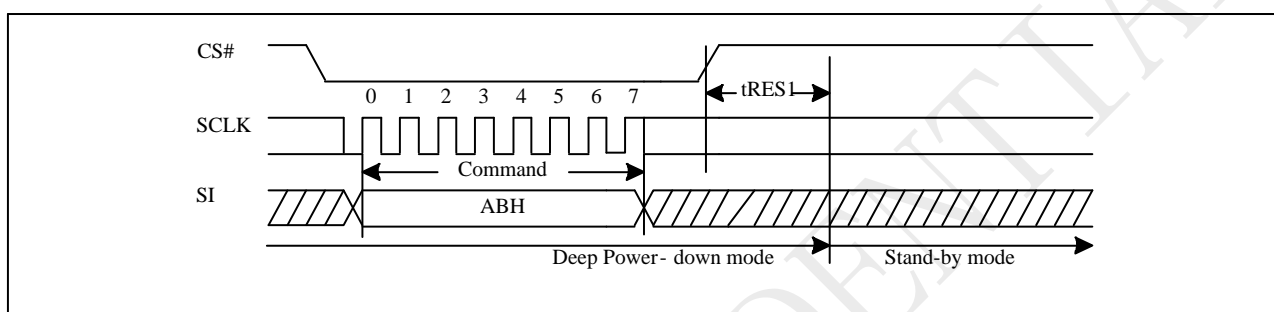 CS#
tRES1
0 1 2 3 4 5 6 7
SCLK
Command
SI
ABH
Deep Power- down mode
Stand-by mode